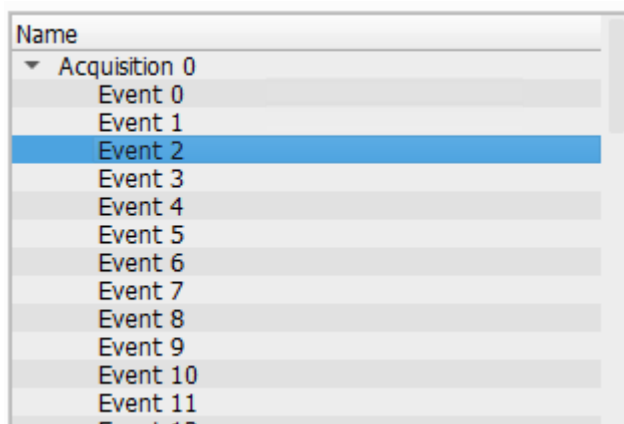 Name
Acquisition 0
Event 0
Event 1
Event 2
Event 3
Event 4
Event 5
Event 6
Event 7
Event 8
Event 9
Event 10
Event 11